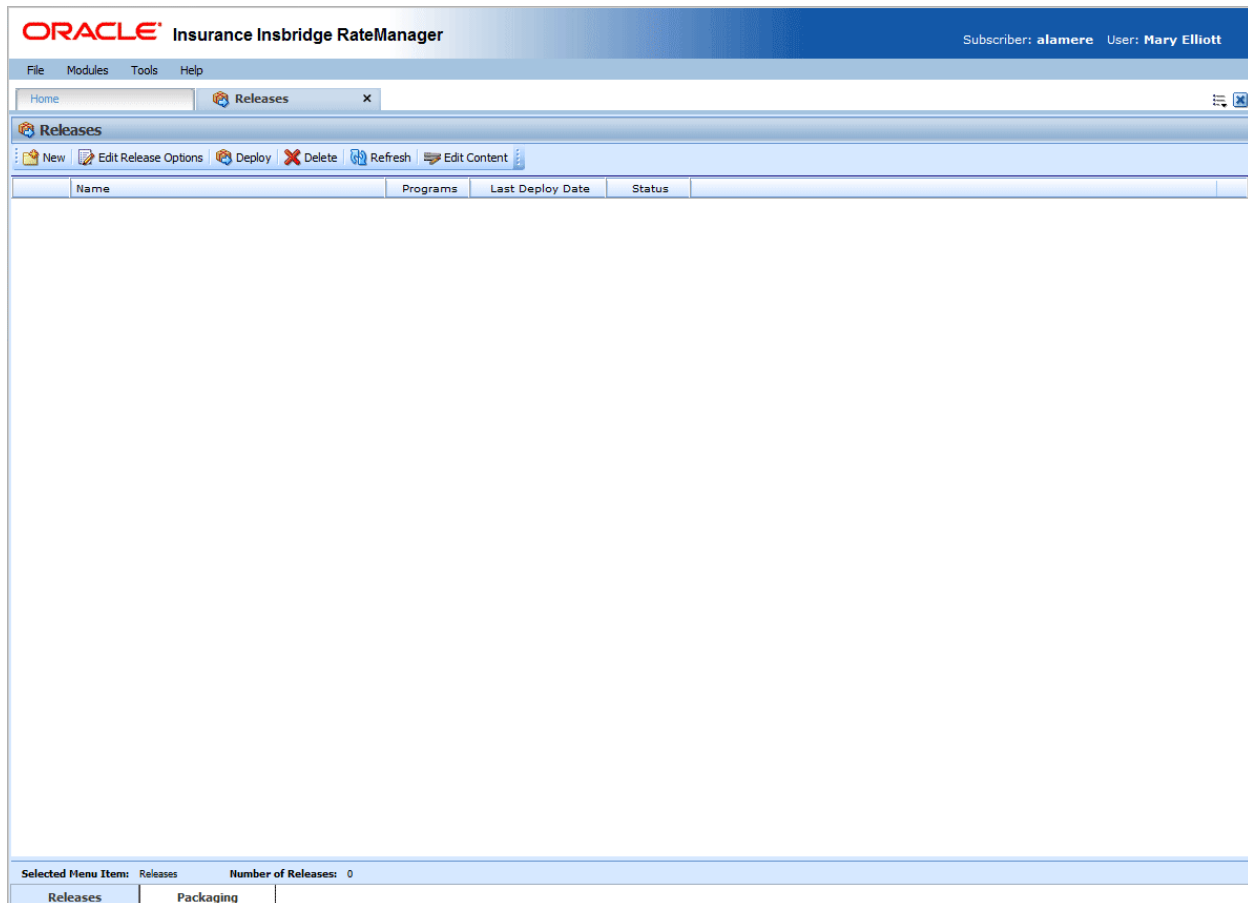 ORACLE Insurance Insbridge RateManager
Subscriber: alamere User: Mary Elliott
File Modules Tools Help
Home Releases
Releases
New Edit Release Options Deploy Delete Refresh Edit Content
Name Programs Last Deploy Date Status
Selected Menu Item: Releases Number of Releases: 0
Releases Packaging